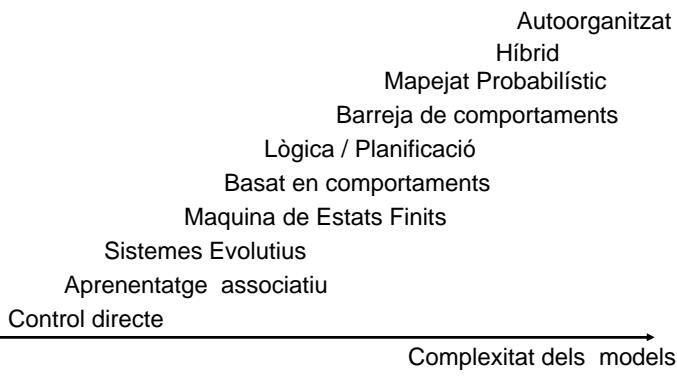 Autoorganitzat
Híbrid
Mapejat Probabilístic
Barreja de comportaments
Lògica / Planificació
Basat en comportaments
Maquina de Estats Finits
Sistemes Evolutius
Aprenentatge associatiu
Control directe
Complexitat dels models